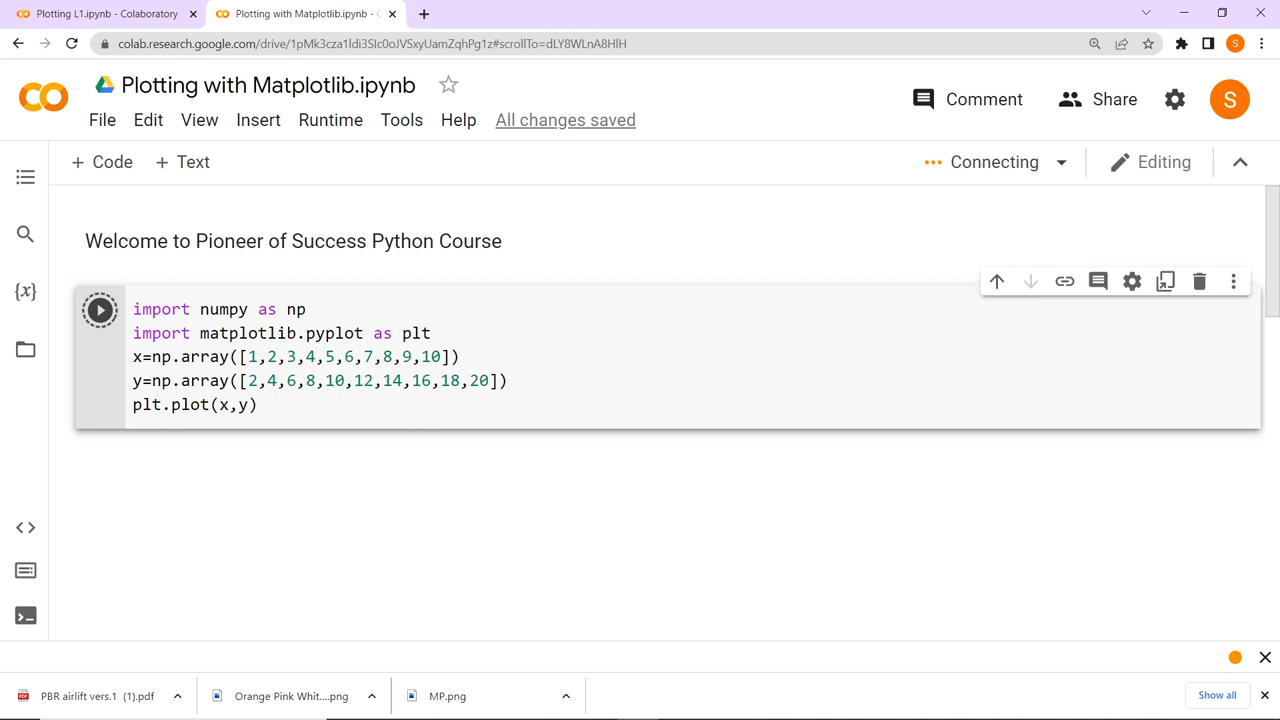 Plotting L1.ipynb - Colaboratory
Plotting with Matplotlib.ipynb - C
colab.research.google.com/drive/1pMk3cza1ldi3SIc0oJVSxyUamZqhPg1z#scrollTo=dLY8WLnA8HlH
S
Plotting with Matplotlib.ipynb
Comment
Share
S
File Edit View Insert Runtime Tools Help All changes saved
+ Code + Text
Connecting
Editing
Welcome to Pioneer of Success Python Course
{x}
import numpy as np
import matplotlib.pyplot as plt
x=np.array([1,2,3,4,5,6,7,8,9,10])
y=np.array([2,4,6,8,10,12,14,16,18,20])
plt.plot(x,y)
PBR airlift vers.1 (1).pdf
Orange Pink Whit....png
MP.png
Show all